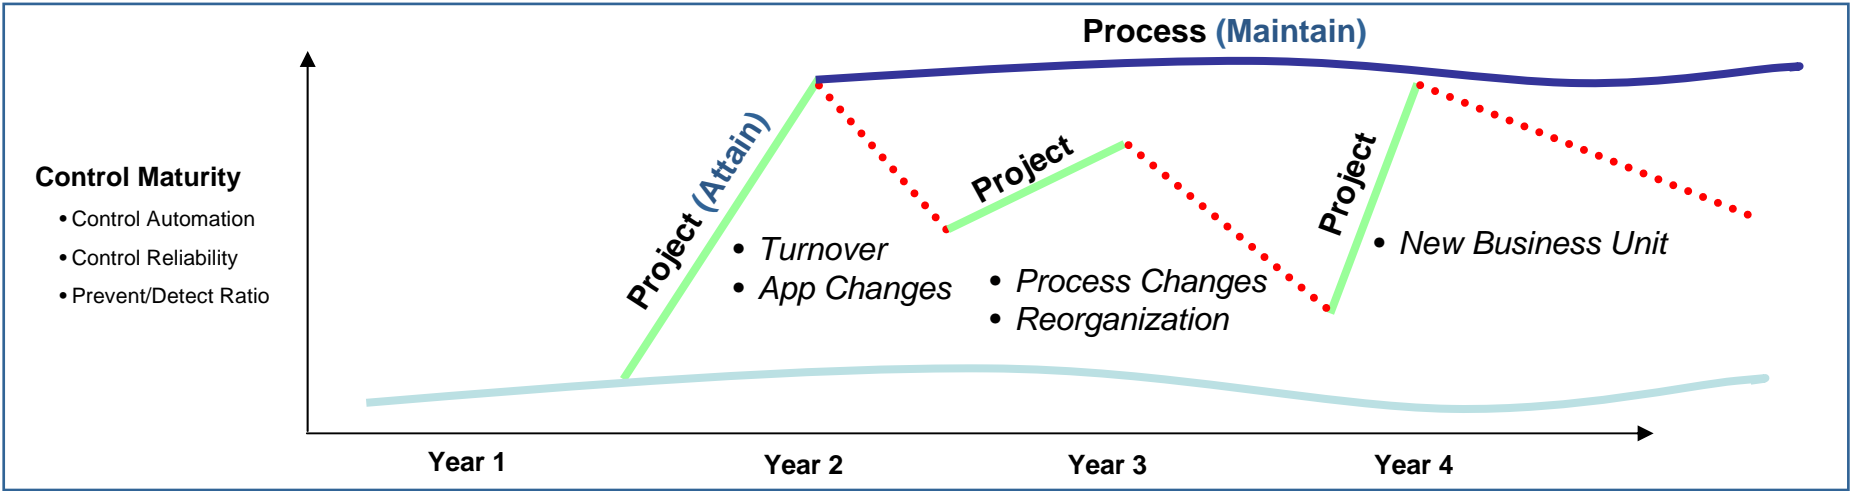 Process (Maintain)
Control Maturity
• Control Automation
• Control Reliability
• Prevent/Detect Ratio
Project (Attain)
• Turnover
• App Changes
Project
• Process Changes
• Reorganization
Project
• New Business Unit
Year 1
Year 2
Year 3
Year 4